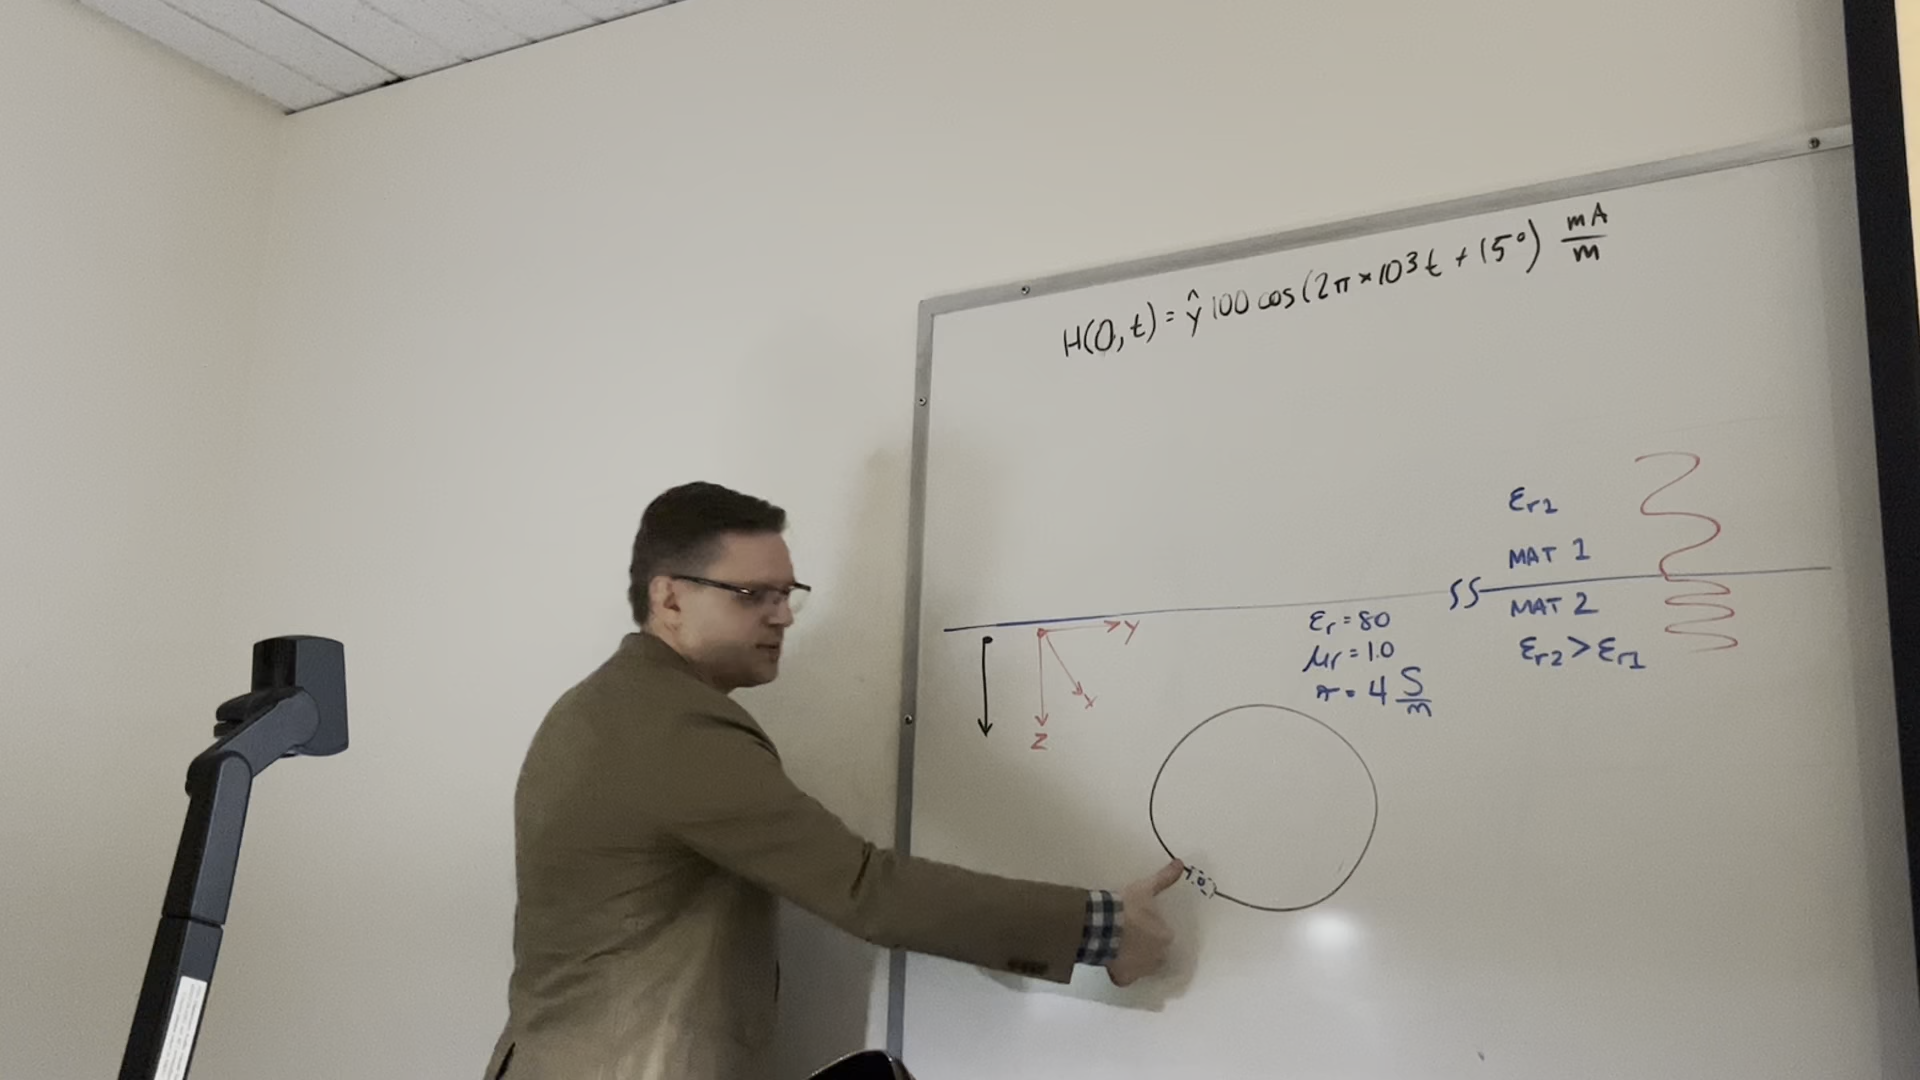 H(0,t) = ŷ 100 cos(2π×10³t + 15°) mA/m
εr2
MAT 1
MAT 2
εr2 > εr1
εr = 80
μr = 1.0
σ = 4 S/m
Y
X
Z